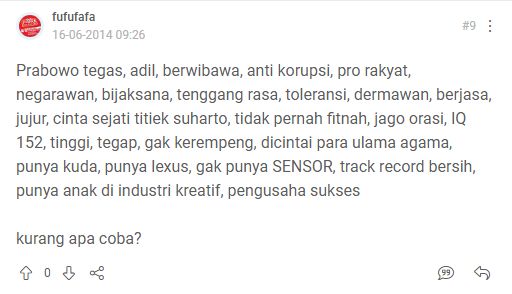 fufufafa
16-06-2014 09:26
#9
Prabowo tegas, adil, berwibawa, anti korupsi, pro rakyat,
negarawan, bijaksana, tenggang rasa, toleransi, dermawan, berjasa,
jujur, cinta sejati titiek suharto, tidak pernah fitnah, jago orasi, IQ
152, tinggi, tegap, gak kerempeng, dicintai para ulama agama,
punya kuda, punya lexus, gak punya SENSOR, track record bersih,
punya anak di industri kreatif, pengusaha sukses
kurang apa coba?
0